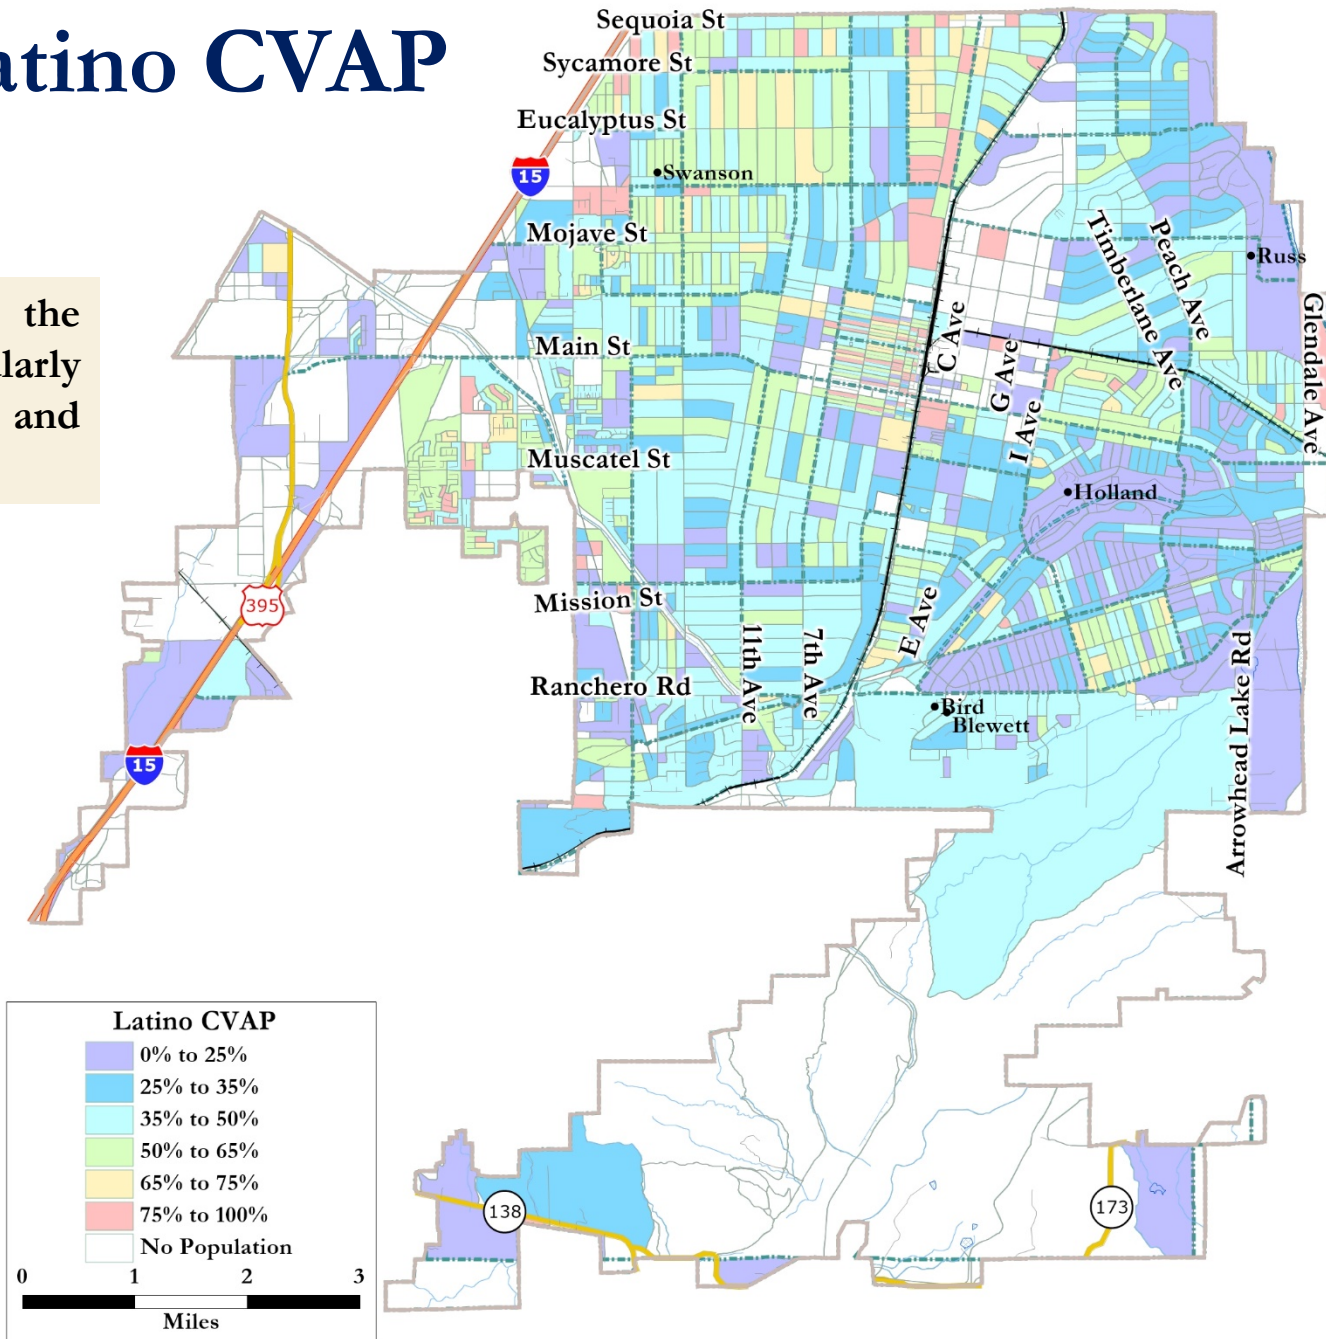 atino CVAP
the
larly
and
Sequoia St
Sycamore St
Eucalyptus St
15
Swanson
Mojave St
Peach Ave
Timberlane Ave
Russ
Glendale Ave
Main St
C Ave
G Ave
I Ave
Muscatel St
Holland
395
Mission St
E Ave
11th Ave
7th Ave
Arrowhead Lake Rd
Ranchero Rd
Bird
Blewett
15
138
173
Latino CVAP
0% to 25%
25% to 35%
35% to 50%
50% to 65%
65% to 75%
75% to 100%
No Population
0 1 2 3
Miles